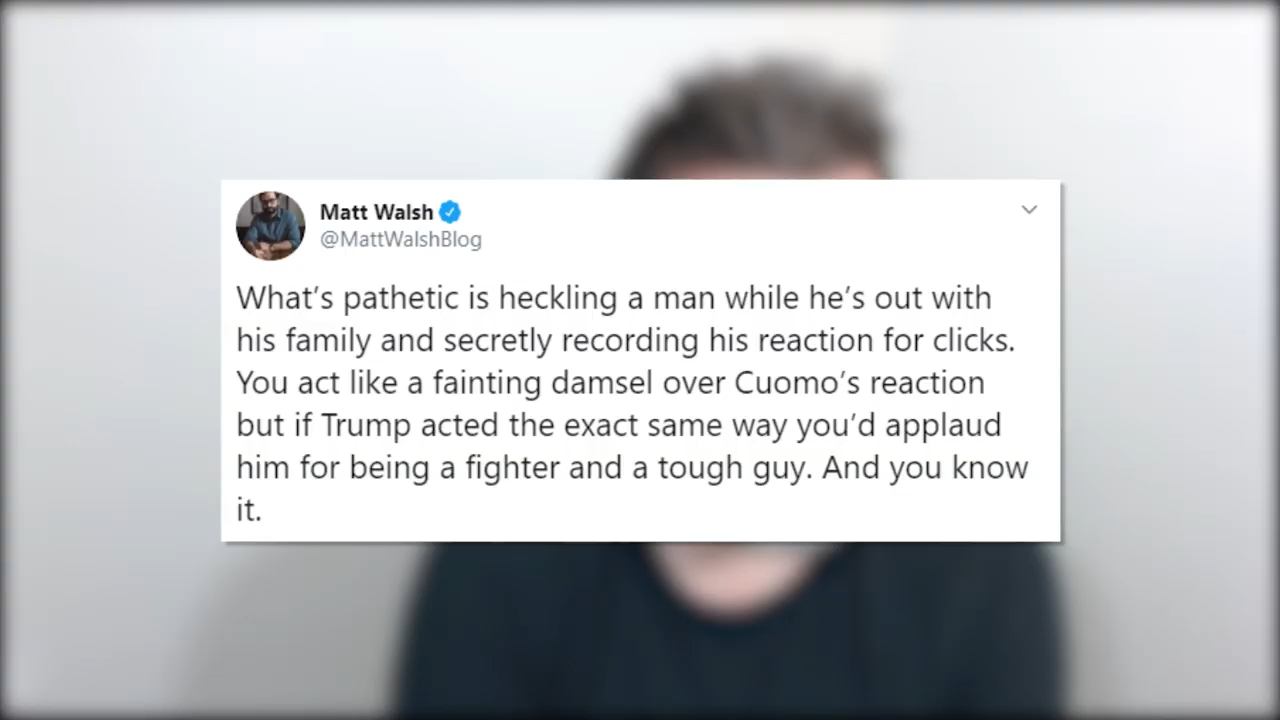 Matt Walsh
@MattWalshBlog
What’s pathetic is heckling a man while he’s out with
his family and secretly recording his reaction for clicks.
You act like a fainting damsel over Cuomo’s reaction
but if Trump acted the exact same way you’d applaud
him for being a fighter and a tough guy. And you know
it.